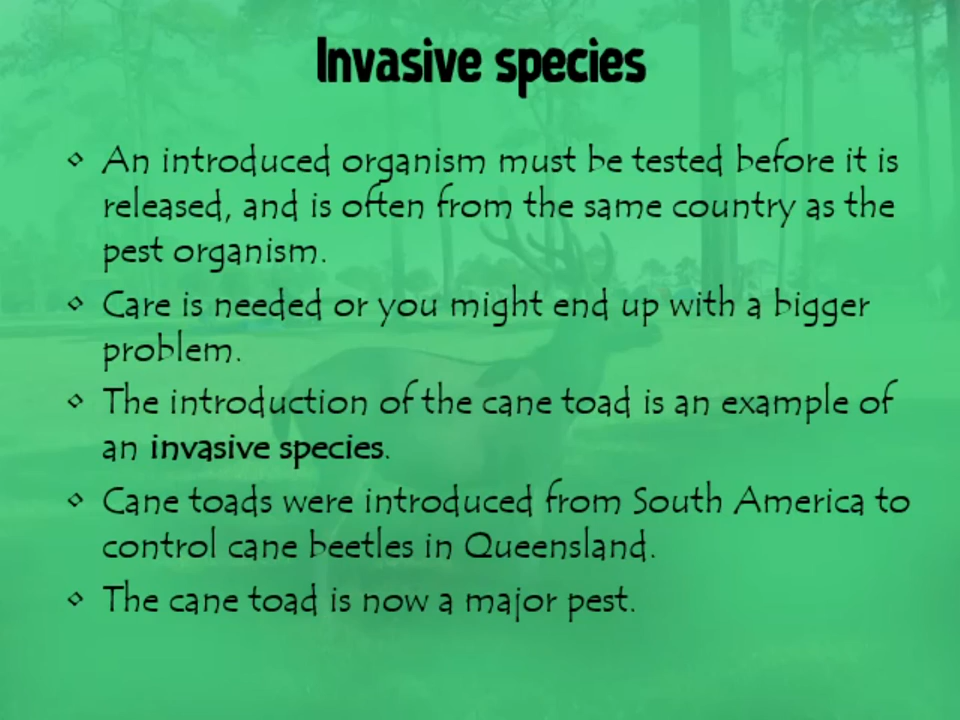 Invasive species
• An introduced organism must be tested before it is
released, and is often from the same country as the
pest organism.
• Care is needed or you might end up with a bigger
problem.
• The introduction of the cane toad is an example of
an invasive species.
• Cane toads were introduced from South America to
control cane beetles in Queensland.
• The cane toad is now a major pest.